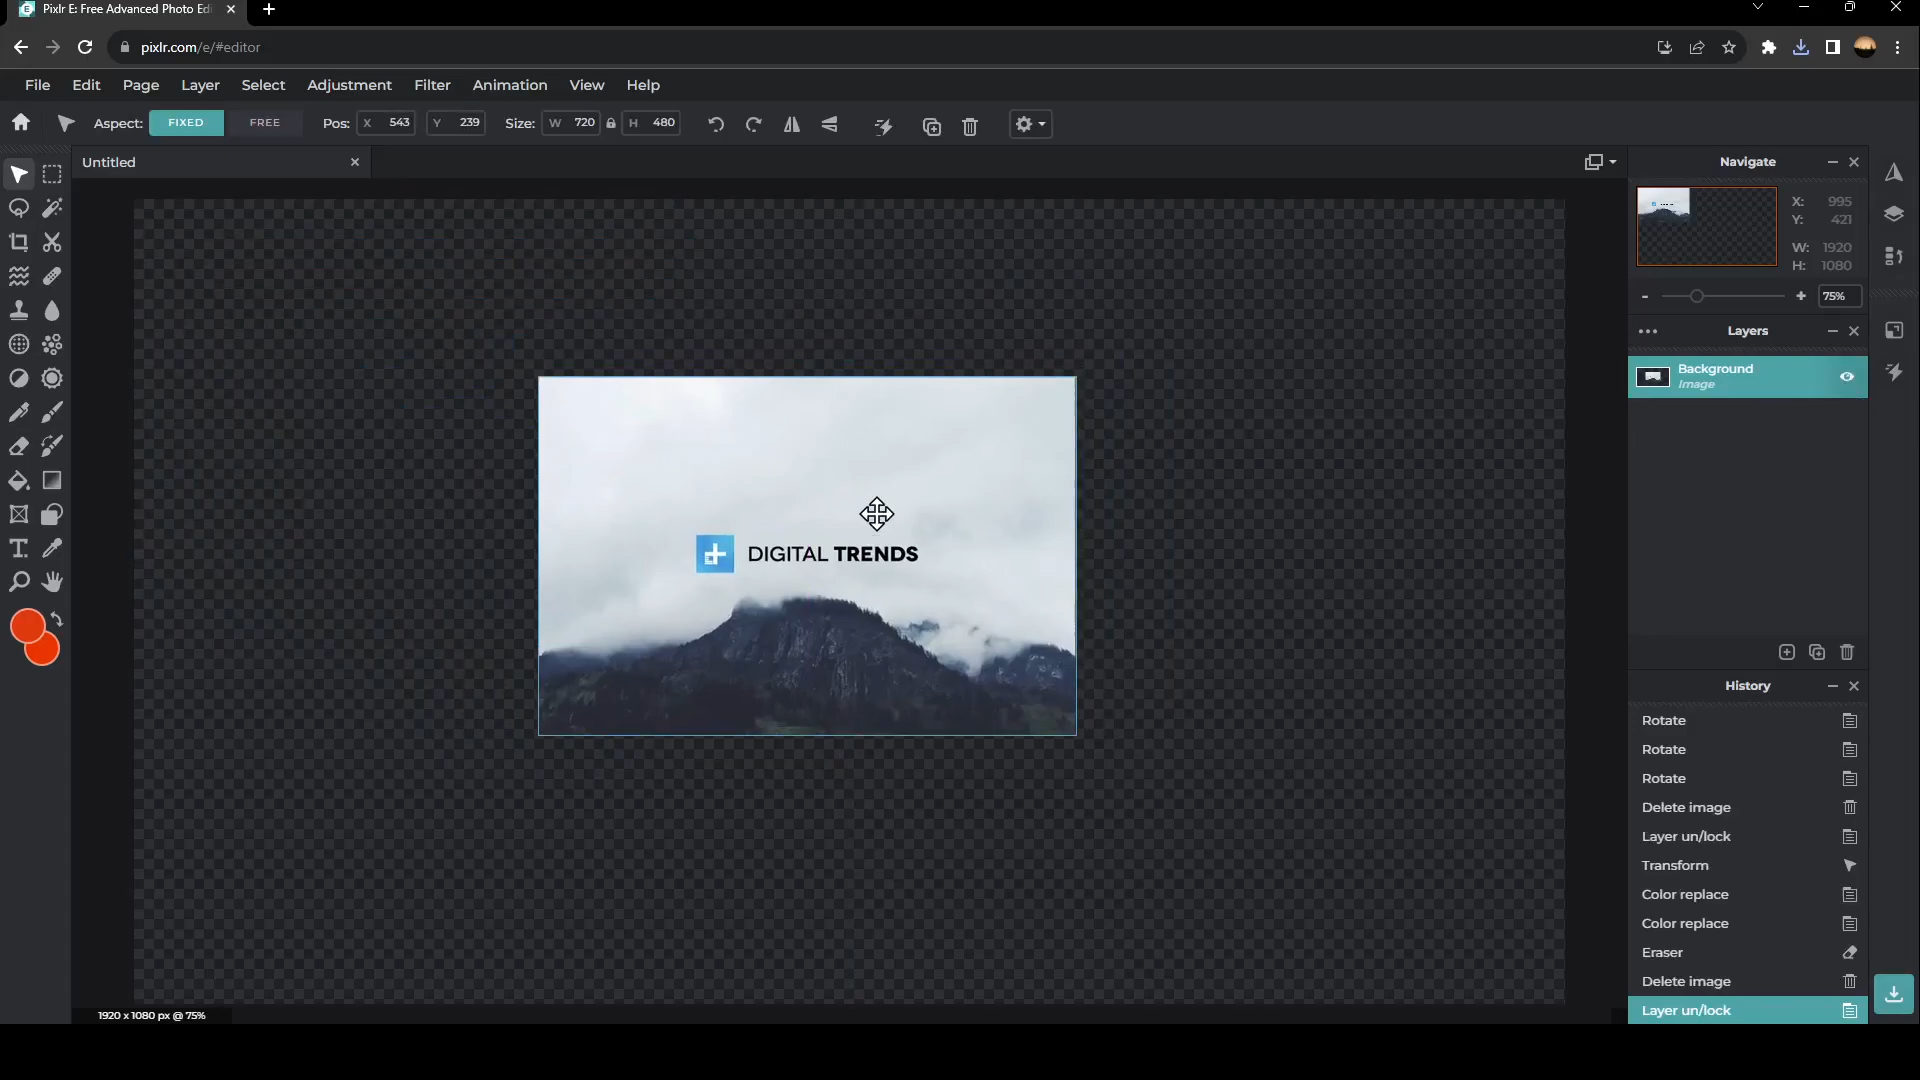 Pixlr E: Free Advanced Photo Edi
pixlr.com/e/#editor
File Edit Page Layer Select Adjustment Filter Animation View Help
Aspect: FIXED FREE Pos: X 543 Y 239 Size: W 720 H 480
Untitled
Navigate
X: 995
Y: 421
W: 1920
H: 1080
75%
Layers
Background
Image
DIGITAL TRENDS
History
Rotate
Rotate
Rotate
Delete image
Layer un/lock
Transform
Color replace
Color replace
Eraser
Delete image
Layer un/lock
1920 x 1080 px @ 75%